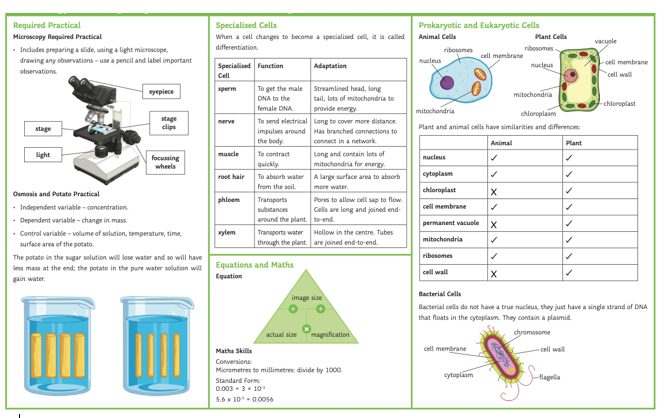 Required Practical
Microscopy Required Practical
• Includes preparing a slide, using a light microscope,
drawing any observations – use a pencil and label important
observations.
eyepiece
stage
stage
clips
light
focussing
wheels
Osmosis and Potato Practical
• Independent variable – concentration.
• Dependent variable – change in mass.
• Control variable – volume of solution, temperature, time,
surface area of the potato.
The potato in the sugar solution will lose water and so will have
less mass at the end; the potato in the pure water solution will
gain water.
Specialised Cells
When a cell changes to become a specialised cell, it is called
differentiation.
Specialised Cell Function Adaptation
sperm To get the male DNA to the female DNA. Streamlined head, long tail, lots of mitochondria to provide energy.
nerve To send electrical impulses around the body. Long to cover more distance. Has branched connections to connect in a network.
muscle To contract quickly. Long and contain lots of mitochondria for energy.
root hair To absorb water from the soil. A large surface area to absorb more water.
phloem Transports substances around the plant. Pores to allow cell sap to flow. Cells are long and joined end-to-end.
xylem Transports water through the plant. Hollow in the centre. Tubes are joined end-to-end.
Equations and Maths
Equation
image size
actual size magnification
Maths Skills
Conversions:
Micrometres to millimetres: divide by 1000.
Standard Form:
0.003 = 3 × 10⁻³
5.6 x 10⁻³ = 0.0056
Prokaryotic and Eukaryotic Cells
Animal Cells
ribosomes
nucleus
cell membrane
mitochondria
Plant Cells
vacuole
ribosomes
nucleus
cell membrane
cell wall
mitochondria
chloroplast
chloroplasm
Plant and animal cells have similarities and differences:
Animal Plant
nucleus ✓ ✓
cytoplasm ✓ ✓
chloroplast X ✓
cell membrane ✓ ✓
permanent vacuole X ✓
mitochondria ✓ ✓
ribosomes ✓ ✓
cell wall X ✓
Bacterial Cells
Bacterial cells do not have a true nucleus, they just have a single strand of DNA
that floats in the cytoplasm. They contain a plasmid.
chromosome
cell membrane
cell wall
cytoplasm
flagella